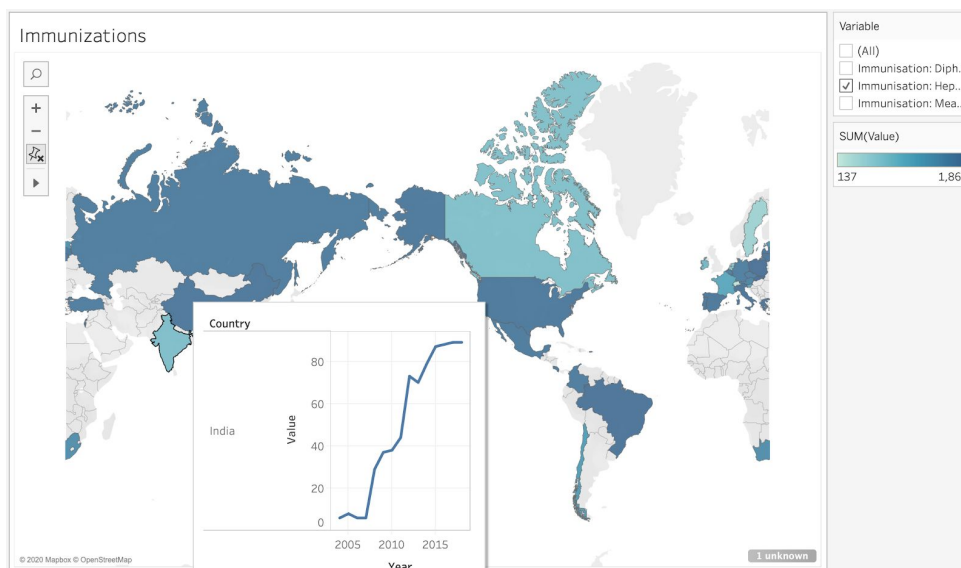 Immunizations
Variable
(All)
Immunisation: Diph..
Immunisation: Hep..
Immunisation: Mea..
SUM(Value)
137 1,86
Country
India
Value
80
60
40
20
0
2005 2010 2015
Year
© 2020 Mapbox © OpenStreetMap
1 unknown